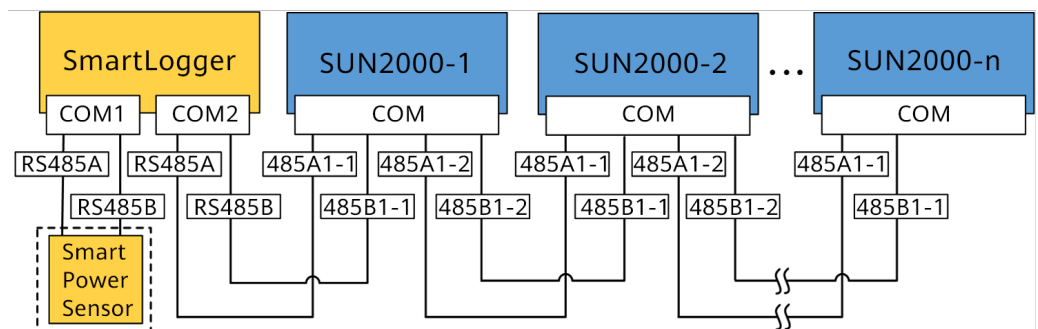 SmartLogger
SUN2000-1
SUN2000-2
...
SUN2000-n
COM1
COM2
COM
COM
COM
RS485A
RS485A
485A1-1
485A1-2
485A1-1
485A1-2
485A1-1
RS485B
RS485B
485B1-1
485B1-2
485B1-1
485B1-2
485B1-1
Smart
Power
Sensor